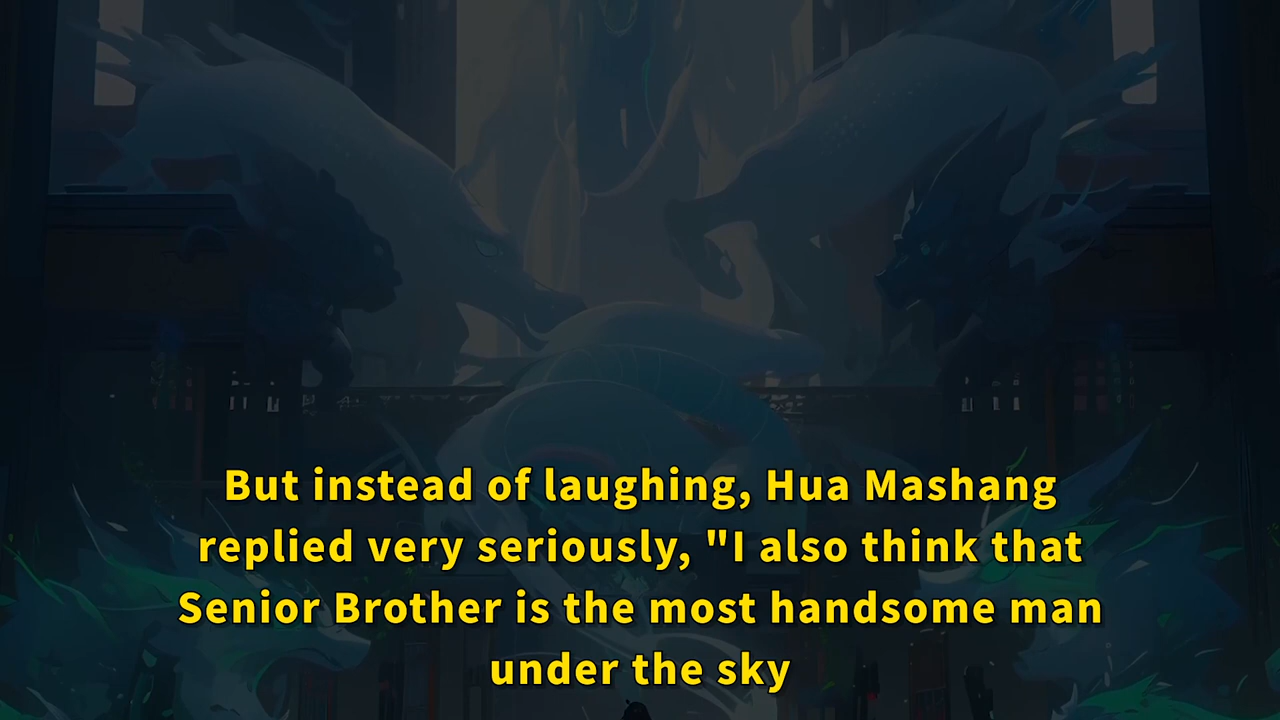 But instead of laughing, Hua Mashang
replied very seriously, "I also think that
Senior Brother is the most handsome man
under the sky